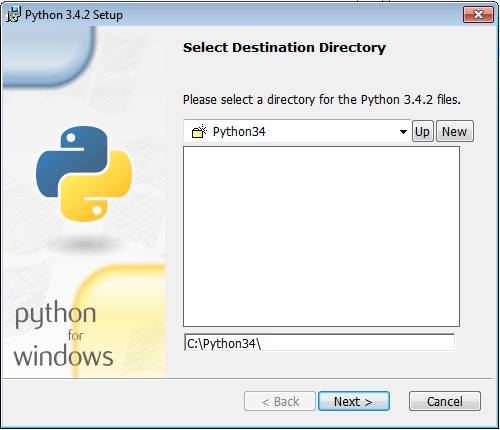 Python 3.4.2 Setup
Select Destination Directory
Please select a directory for the Python 3.4.2 files.
Python34
Up
New
C:\Python34\
python
for
windows
< Back
Next >
Cancel